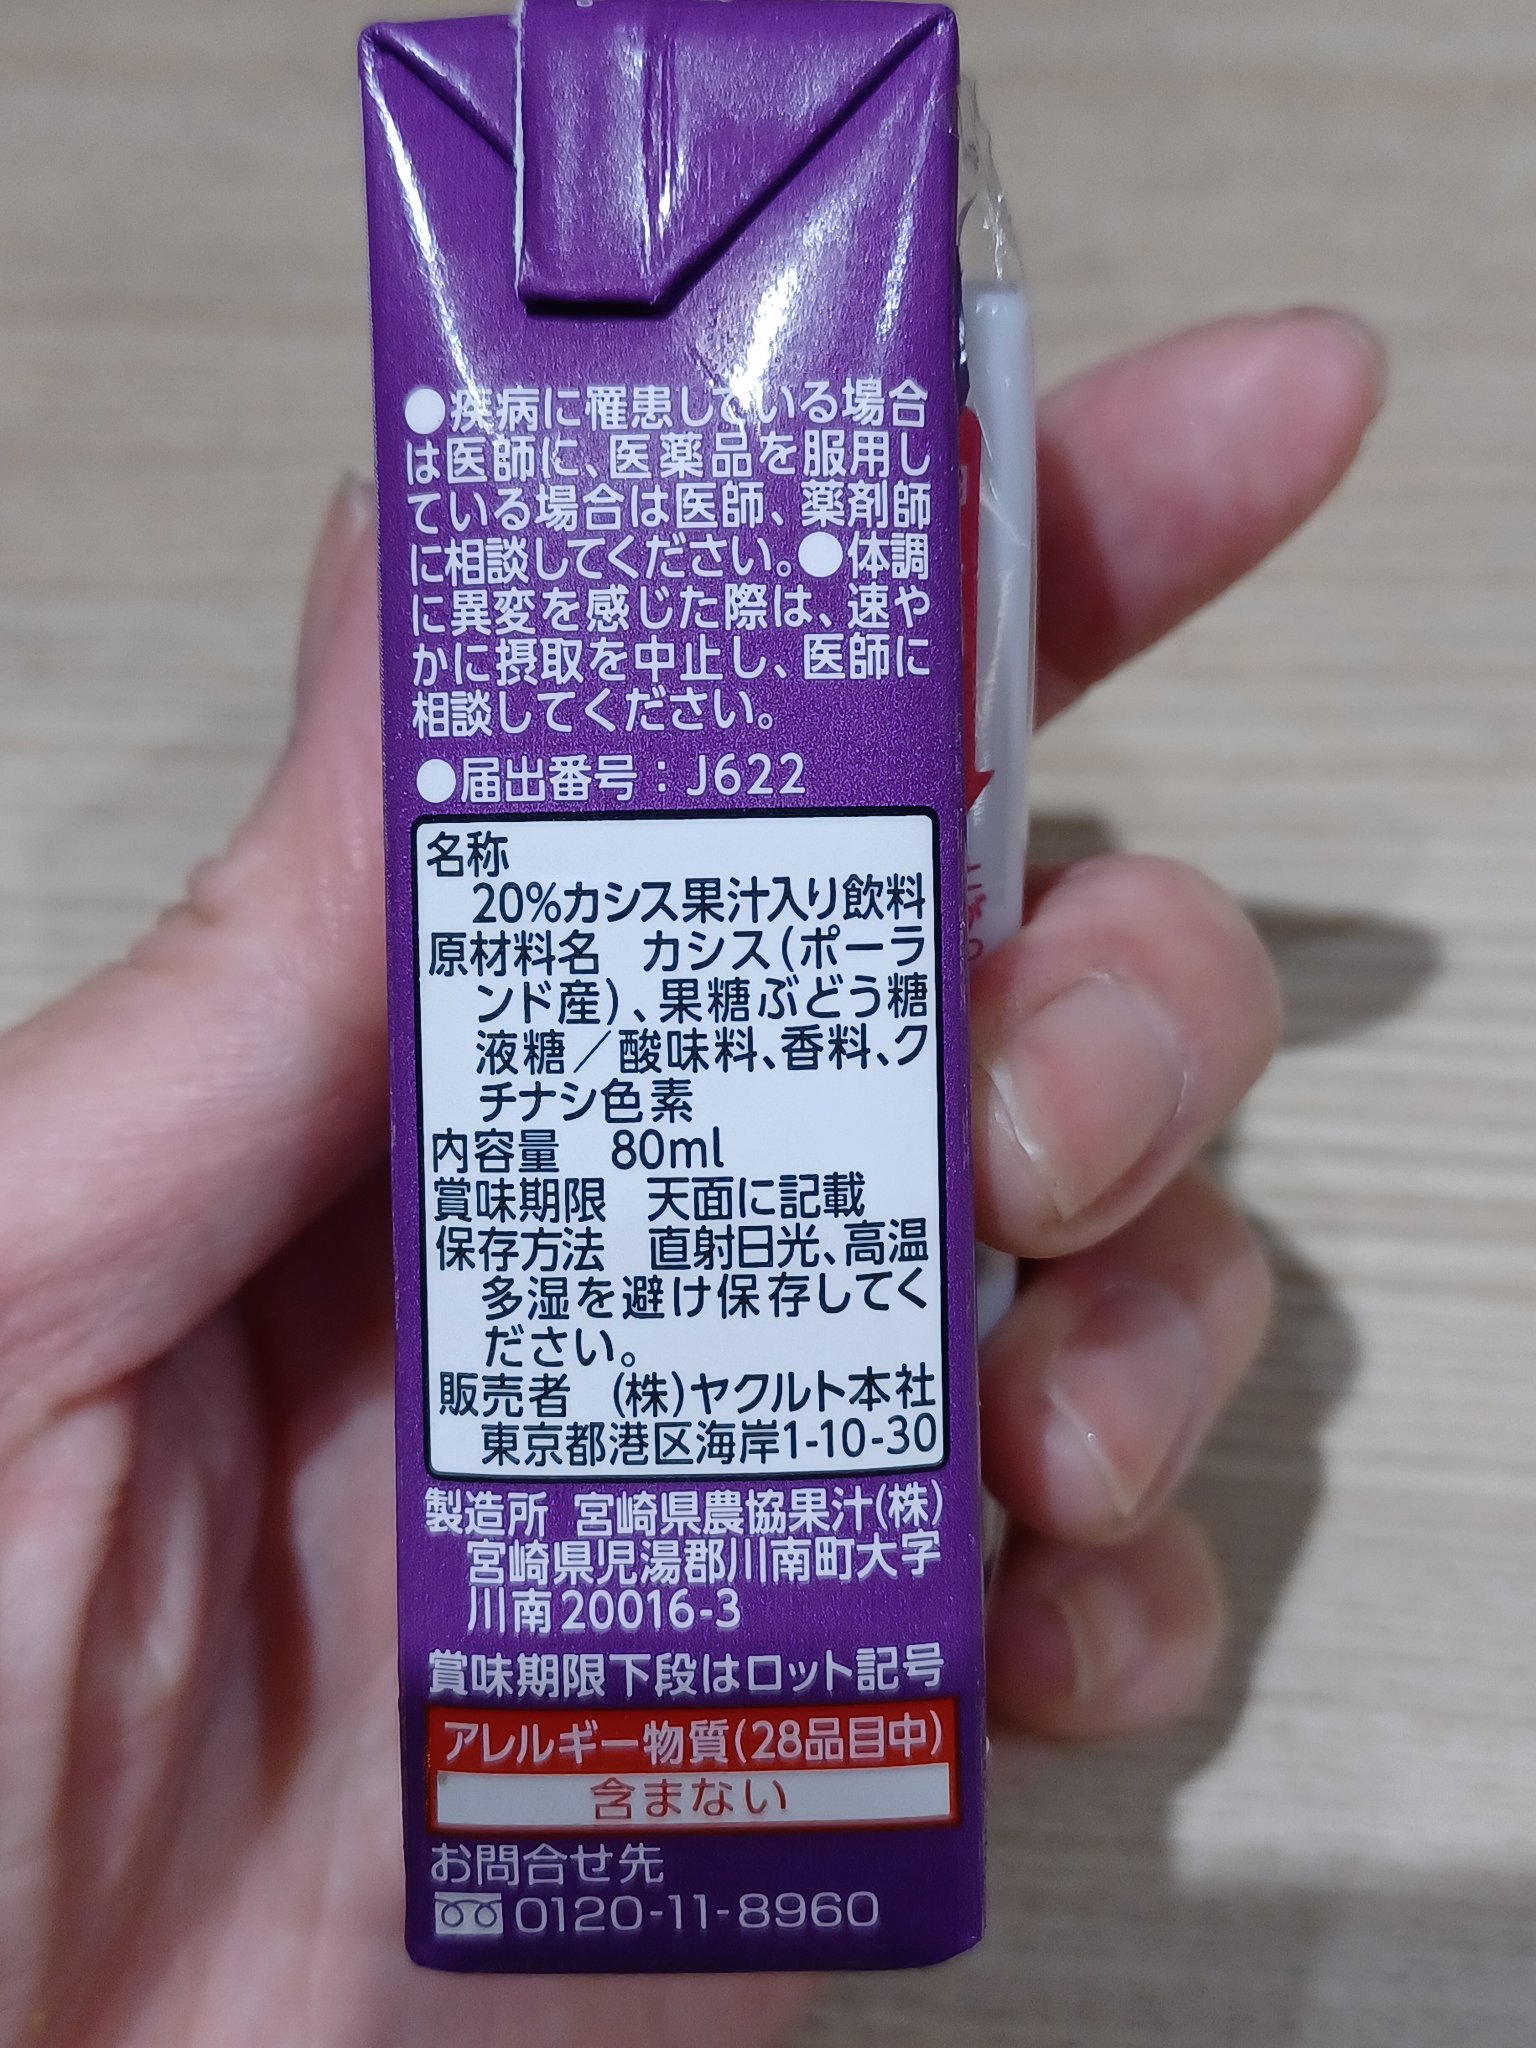 ●疾病に罹患している場合
は医師に、医薬品を服用し
ている場合は医師、薬剤師
に相談してください。●体調
に異変を感じた際は、速や
かに摂取を中止し、医師に
相談してください。
●届出番号：J622
名称
20%カシス果汁入り飲料
原材料名　カシス(ポーラ
ンド産)、果糖ぶどう糖
液糖／酸味料、香料、ク
チナシ色素
内容量　80ml
賞味期限　天面に記載
保存方法　直射日光、高温
多湿を避け保存してく
ださい。
販売者　(株)ヤクルト本社
東京都港区海岸1-10-30
製造所　宮崎県農協果汁(株)
宮崎県児湯郡川南町大字
川南20016-3
賞味期限下段はロット記号
アレルギー物質(28品目中)
含まない
お問合せ先
0120-11-8960